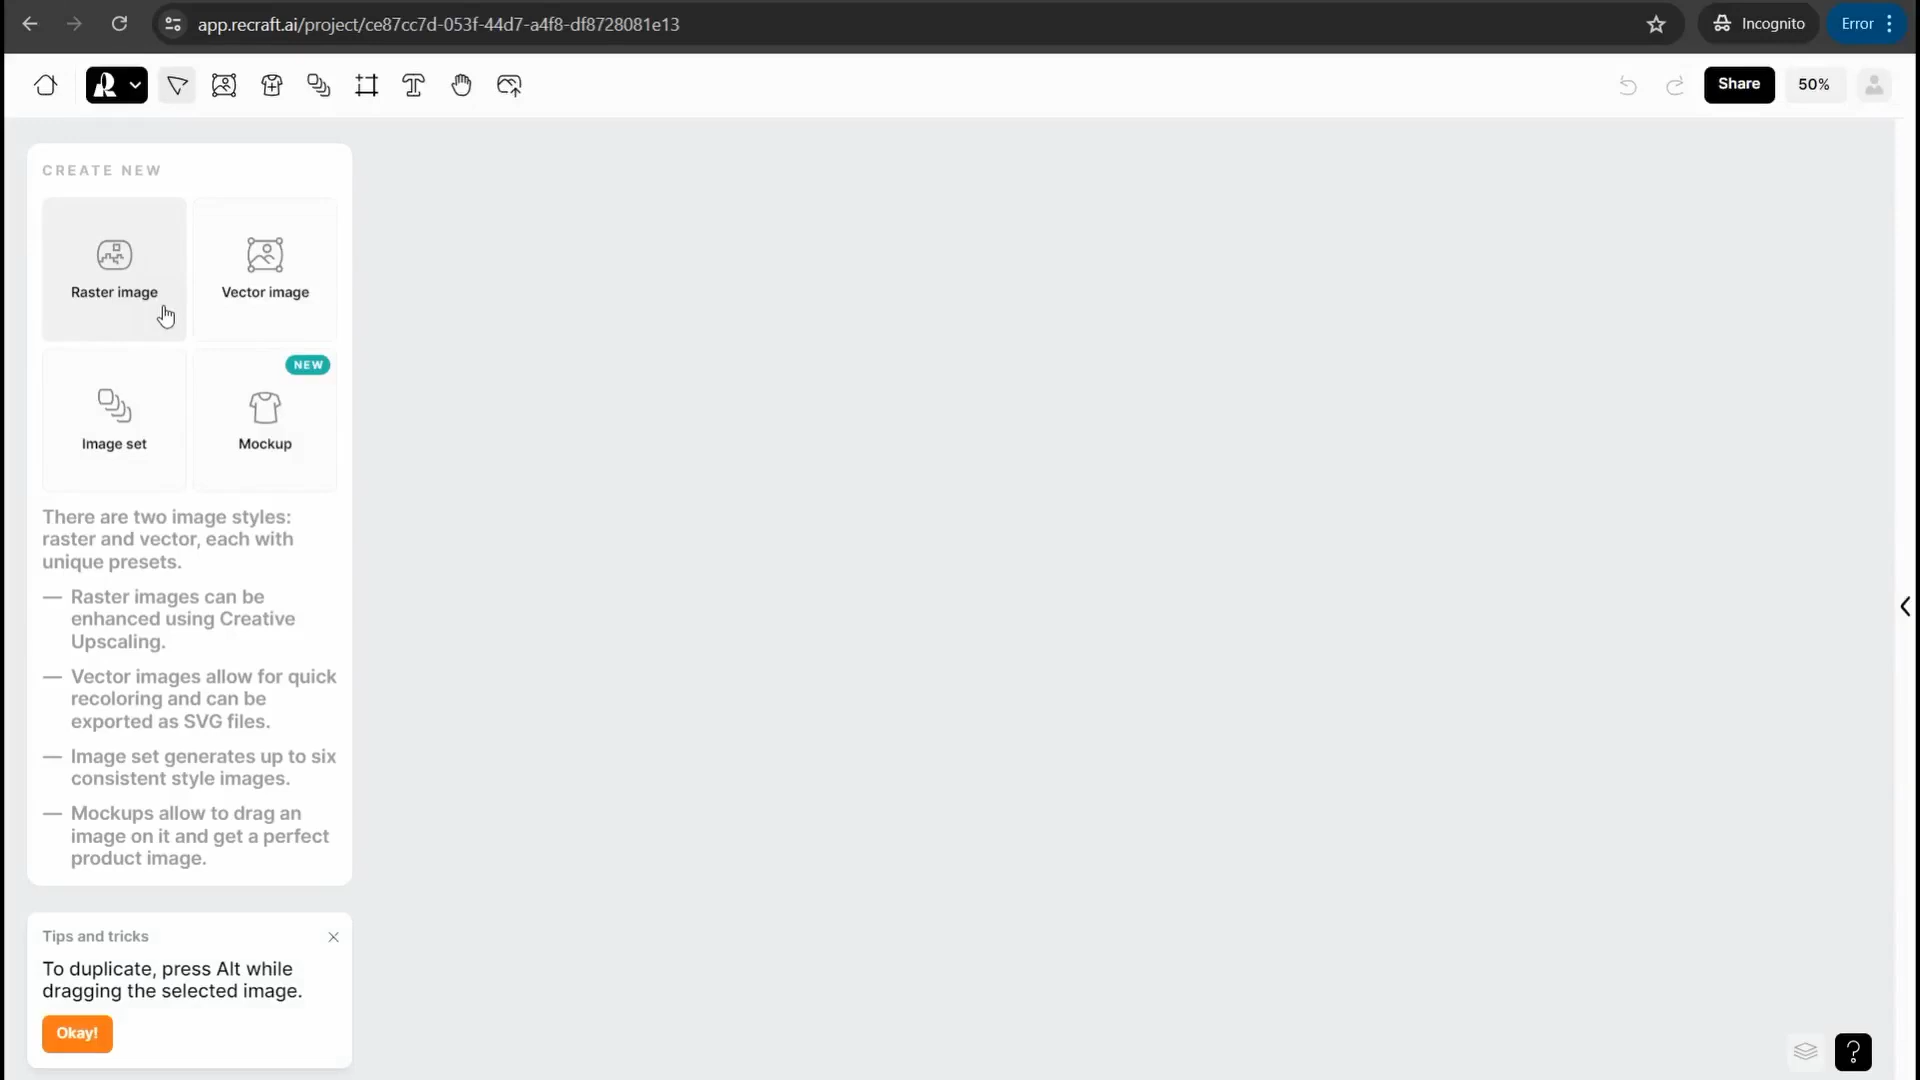 app.recraft.ai/project/ce87cc7d-053f-44d7-a4f8-df8728081e13
Incognito
Error
Share
50%
CREATE NEW
Raster image
Vector image
NEW
Image set
Mockup
There are two image styles:
raster and vector, each with
unique presets.
— Raster images can be
enhanced using Creative
Upscaling.
— Vector images allow for quick
recoloring and can be
exported as SVG files.
— Image set generates up to six
consistent style images.
— Mockups allow to drag an
image on it and get a perfect
product image.
Tips and tricks
To duplicate, press Alt while
dragging the selected image.
Okay!
?